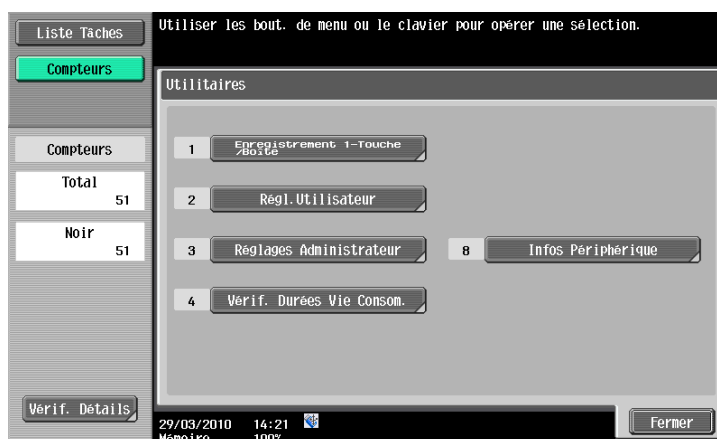 Liste Tâches
Utiliser les bout. de menu ou le clavier pour opérer une sélection.
Compteurs
Utilitaires
Compteurs
Total
51
Noir
51
1 Enregistrement 1-Touche
/Boîte
2 Régl.Utilisateur
3 Réglages Administrateur
8 Infos Périphérique
4 Vérif. Durées Vie Consom.
Vérif. Détails
29/03/2010 14:21
Mémoire 100%
Fermer